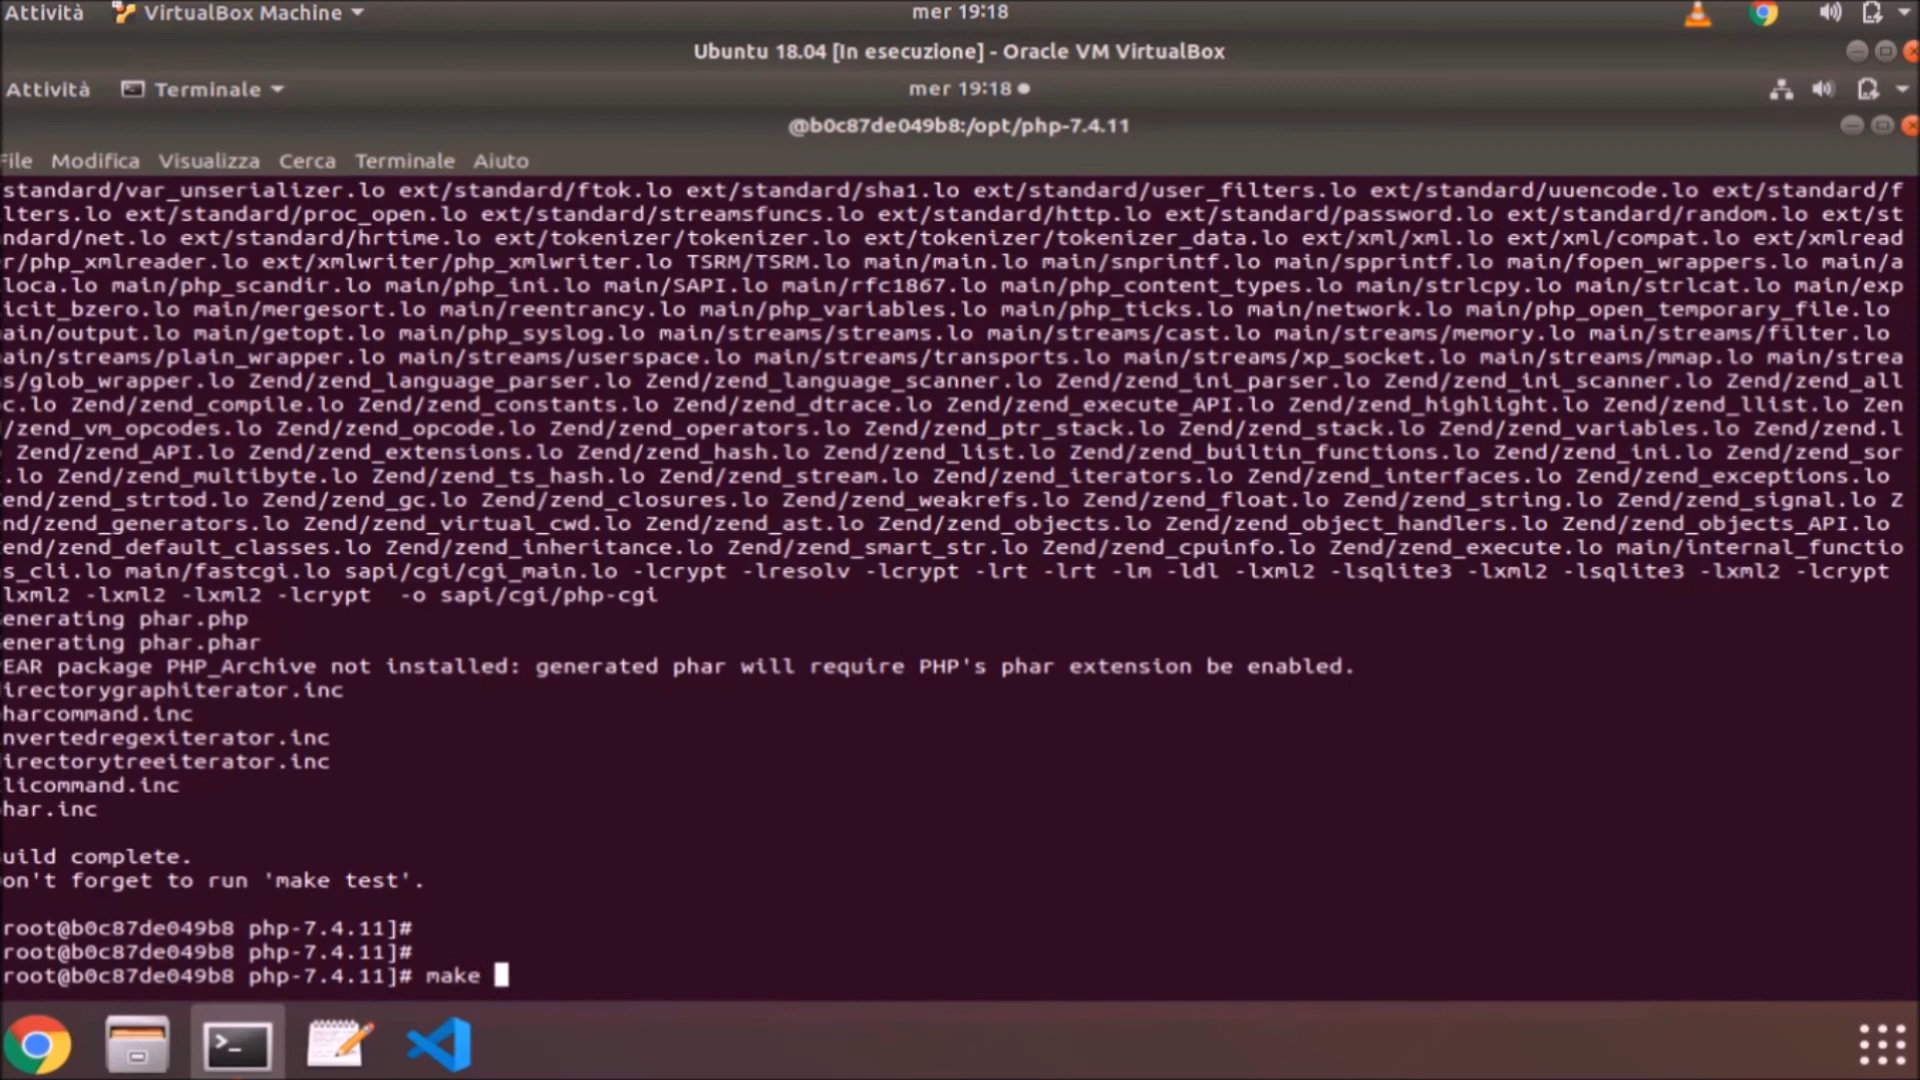 Attività VirtualBox Machine mer 19:18
Ubuntu 18.04 [In esecuzione] - Oracle VM VirtualBox
Attività Terminale mer 19:18
@b0c87de049b8:/opt/php-7.4.11
File Modifica Visualizza Cerca Terminale Aiuto
standard/var_unserializer.lo ext/standard/ftok.lo ext/standard/sha1.lo ext/standard/user_filters.lo ext/standard/uuencode.lo ext/standard/f
lters.lo ext/standard/proc_open.lo ext/standard/streamsfuncs.lo ext/standard/http.lo ext/standard/password.lo ext/standard/random.lo ext/st
ndard/net.lo ext/standard/hrtime.lo ext/tokenizer/tokenizer.lo ext/tokenizer/tokenizer_data.lo ext/xml/xml.lo ext/xml/compat.lo ext/xmlread
r/php_xmlreader.lo ext/xmlwriter/php_xmlwriter.lo TSRM/TSRM.lo main/main.lo main/snprintf.lo main/spprintf.lo main/fopen_wrappers.lo main/a
loca.lo main/php_scandir.lo main/php_ini.lo main/SAPI.lo main/rfc1867.lo main/php_content_types.lo main/strlcpy.lo main/strlcat.lo main/exp
icit_bzero.lo main/mergesort.lo main/reentrancy.lo main/php_variables.lo main/php_ticks.lo main/network.lo main/php_open_temporary_file.lo
ain/output.lo main/getopt.lo main/php_syslog.lo main/streams/streams.lo main/streams/cast.lo main/streams/memory.lo main/streams/filter.lo
ain/streams/plain_wrapper.lo main/streams/userspace.lo main/streams/transports.lo main/streams/xp_socket.lo main/streams/mmap.lo main/strea
s/glob_wrapper.lo Zend/zend_language_parser.lo Zend/zend_language_scanner.lo Zend/zend_ini_parser.lo Zend/zend_ini_scanner.lo Zend/zend_all
c.lo Zend/zend_compile.lo Zend/zend_constants.lo Zend/zend_dtrace.lo Zend/zend_execute_API.lo Zend/zend_highlight.lo Zend/zend_llist.lo Zen
/zend_vm_opcodes.lo Zend/zend_opcode.lo Zend/zend_operators.lo Zend/zend_ptr_stack.lo Zend/zend_stack.lo Zend/zend_variables.lo Zend/zend.l
Zend/zend_API.lo Zend/zend_extensions.lo Zend/zend_hash.lo Zend/zend_list.lo Zend/zend_builtin_functions.lo Zend/zend_ini.lo Zend/zend_sor
.lo Zend/zend_multibyte.lo Zend/zend_ts_hash.lo Zend/zend_stream.lo Zend/zend_iterators.lo Zend/zend_interfaces.lo Zend/zend_exceptions.lo
end/zend_strtod.lo Zend/zend_gc.lo Zend/zend_closures.lo Zend/zend_weakrefs.lo Zend/zend_float.lo Zend/zend_string.lo Zend/zend_signal.lo Z
nd/zend_generators.lo Zend/zend_virtual_cwd.lo Zend/zend_ast.lo Zend/zend_objects.lo Zend/zend_object_handlers.lo Zend/zend_objects_API.lo
end/zend_default_classes.lo Zend/zend_inheritance.lo Zend/zend_smart_str.lo Zend/zend_cpuinfo.lo Zend/zend_execute.lo main/internal_functio
s_cli.lo main/fastcgi.lo sapi/cgi/cgi_main.lo -lcrypt -lresolv -lcrypt -lrt -lrt -lm -ldl -lxml2 -lsqlite3 -lxml2 -lsqlite3 -lxml2 -lcrypt
lxml2 -lxml2 -lxml2 -lcrypt -o sapi/cgi/php-cgi
enerating phar.php
enerating phar.phar
EAR package PHP_Archive not installed: generated phar will require PHP's phar extension be enabled.
irectorygraphiterator.inc
harcommand.inc
nvertedregexiterator.inc
irectorytreeiterator.inc
licommand.inc
har.inc
uild complete.
on't forget to run 'make test'.
root@b0c87de049b8 php-7.4.11]#
root@b0c87de049b8 php-7.4.11]#
root@b0c87de049b8 php-7.4.11]# make